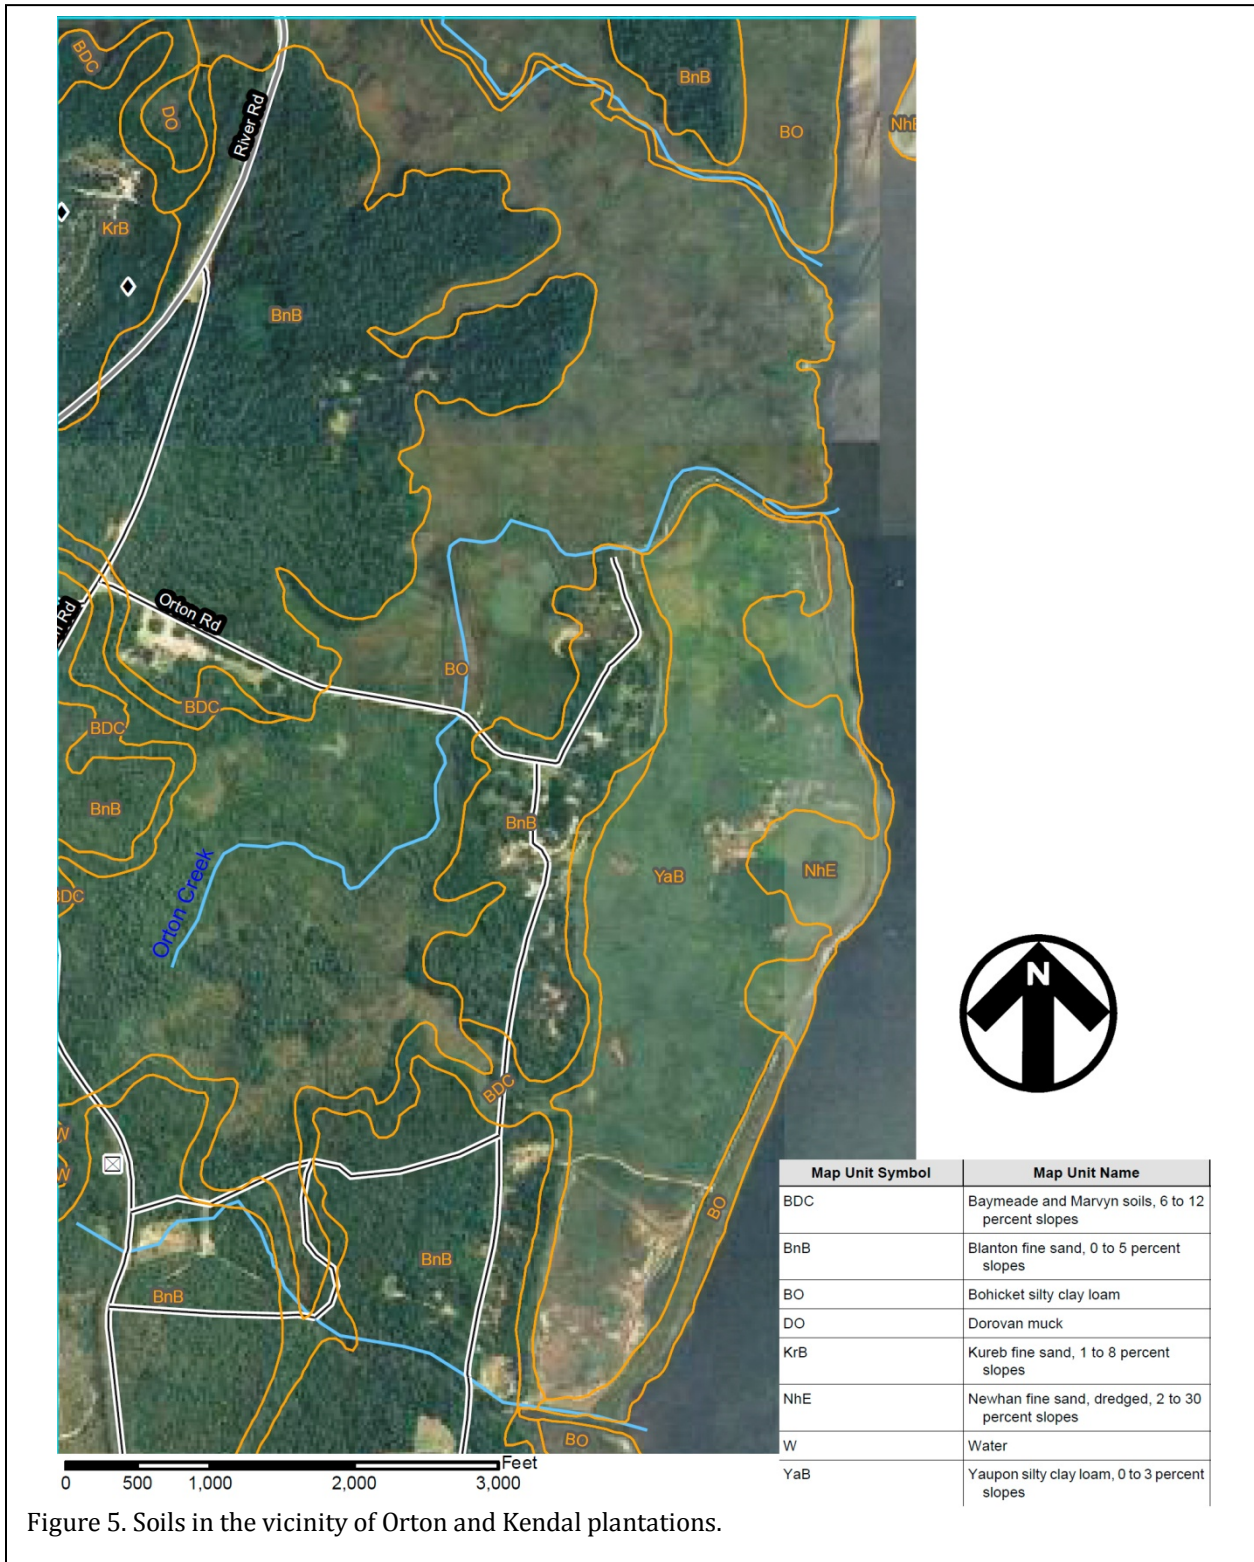 BDC
DO
River Rd
BnB
BO
NhE
KrB
BnB
Orton Rd
n Rd
BO
BDC
BDC
BnB
BnB
YaB
NhE
BDC
Orton Creek
N
BDC
W
W
BO
BnB
BnB
BO
Map Unit Symbol Map Unit Name
BDC Baymeade and Marvyn soils, 6 to 12
percent slopes
BnB Blanton fine sand, 0 to 5 percent
slopes
BO Bohicket silty clay loam
DO Dorovan muck
KrB Kureb fine sand, 1 to 8 percent
slopes
NhE Newhan fine sand, dredged, 2 to 30
percent slopes
W Water
YaB Yaupon silty clay loam, 0 to 3 percent
slopes
Feet
0 500 1,000 2,000 3,000
Figure 5. Soils in the vicinity of Orton and Kendal plantations.